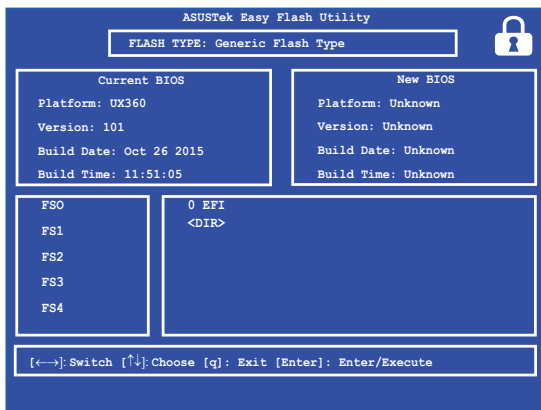 ASUSTek Easy Flash Utility
FLASH TYPE: Generic Flash Type
Current BIOS
Platform: UX360
Version: 101
Build Date: Oct 26 2015
Build Time: 11:51:05
New BIOS
Platform: Unknown
Version: Unknown
Build Date: Unknown
Build Time: Unknown
FSO
FS1
FS2
FS3
FS4
0 EFI
<DIR>
[←→]: Switch [↑↓]: Choose [q]: Exit [Enter]: Enter/Execute